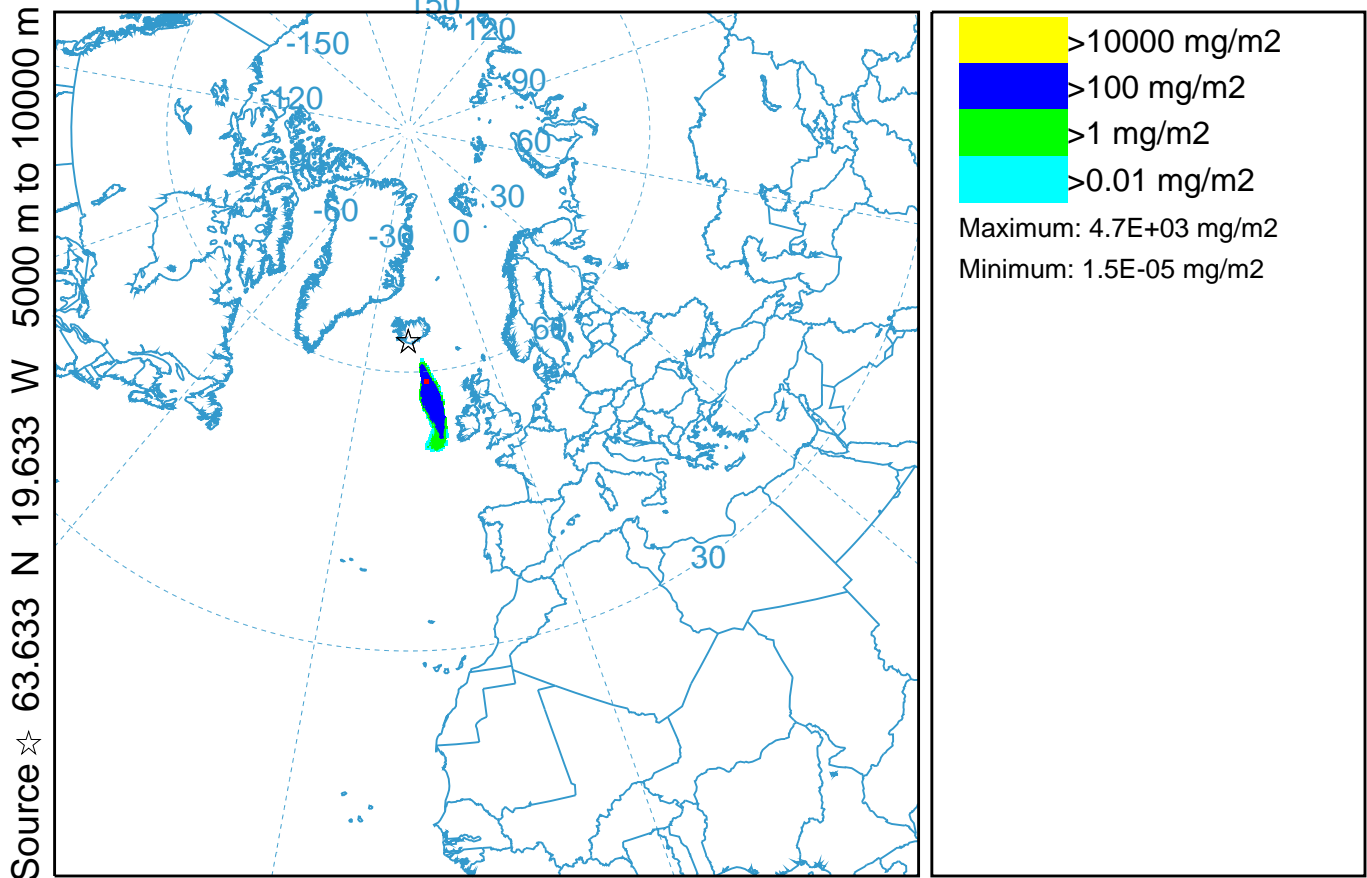 Source ☆ 63.633 N 19.633 W 5000 m to 10000 m
150
-150
120
-120
90
60
-60
30
-30
0
60
30
>10000 mg/m2
>100 mg/m2
>1 mg/m2
>0.01 mg/m2
Maximum: 4.7E+03 mg/m2
Minimum: 1.5E-05 mg/m2